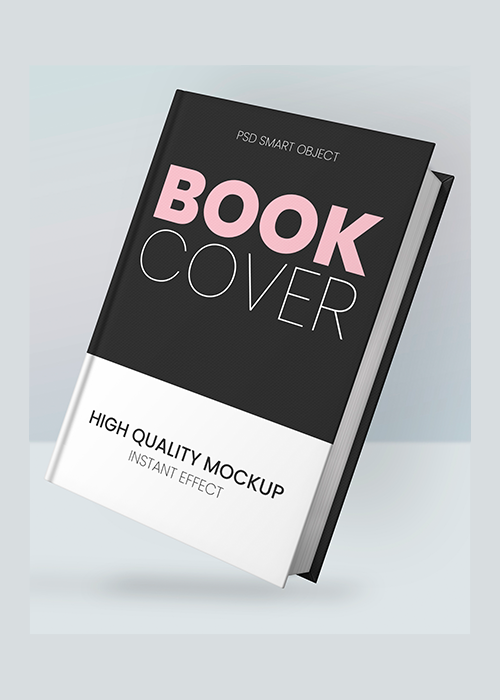 PSD SMART OBJECT
BOOK
COVER
HIGH QUALITY MOCKUP
INSTANT EFFECT